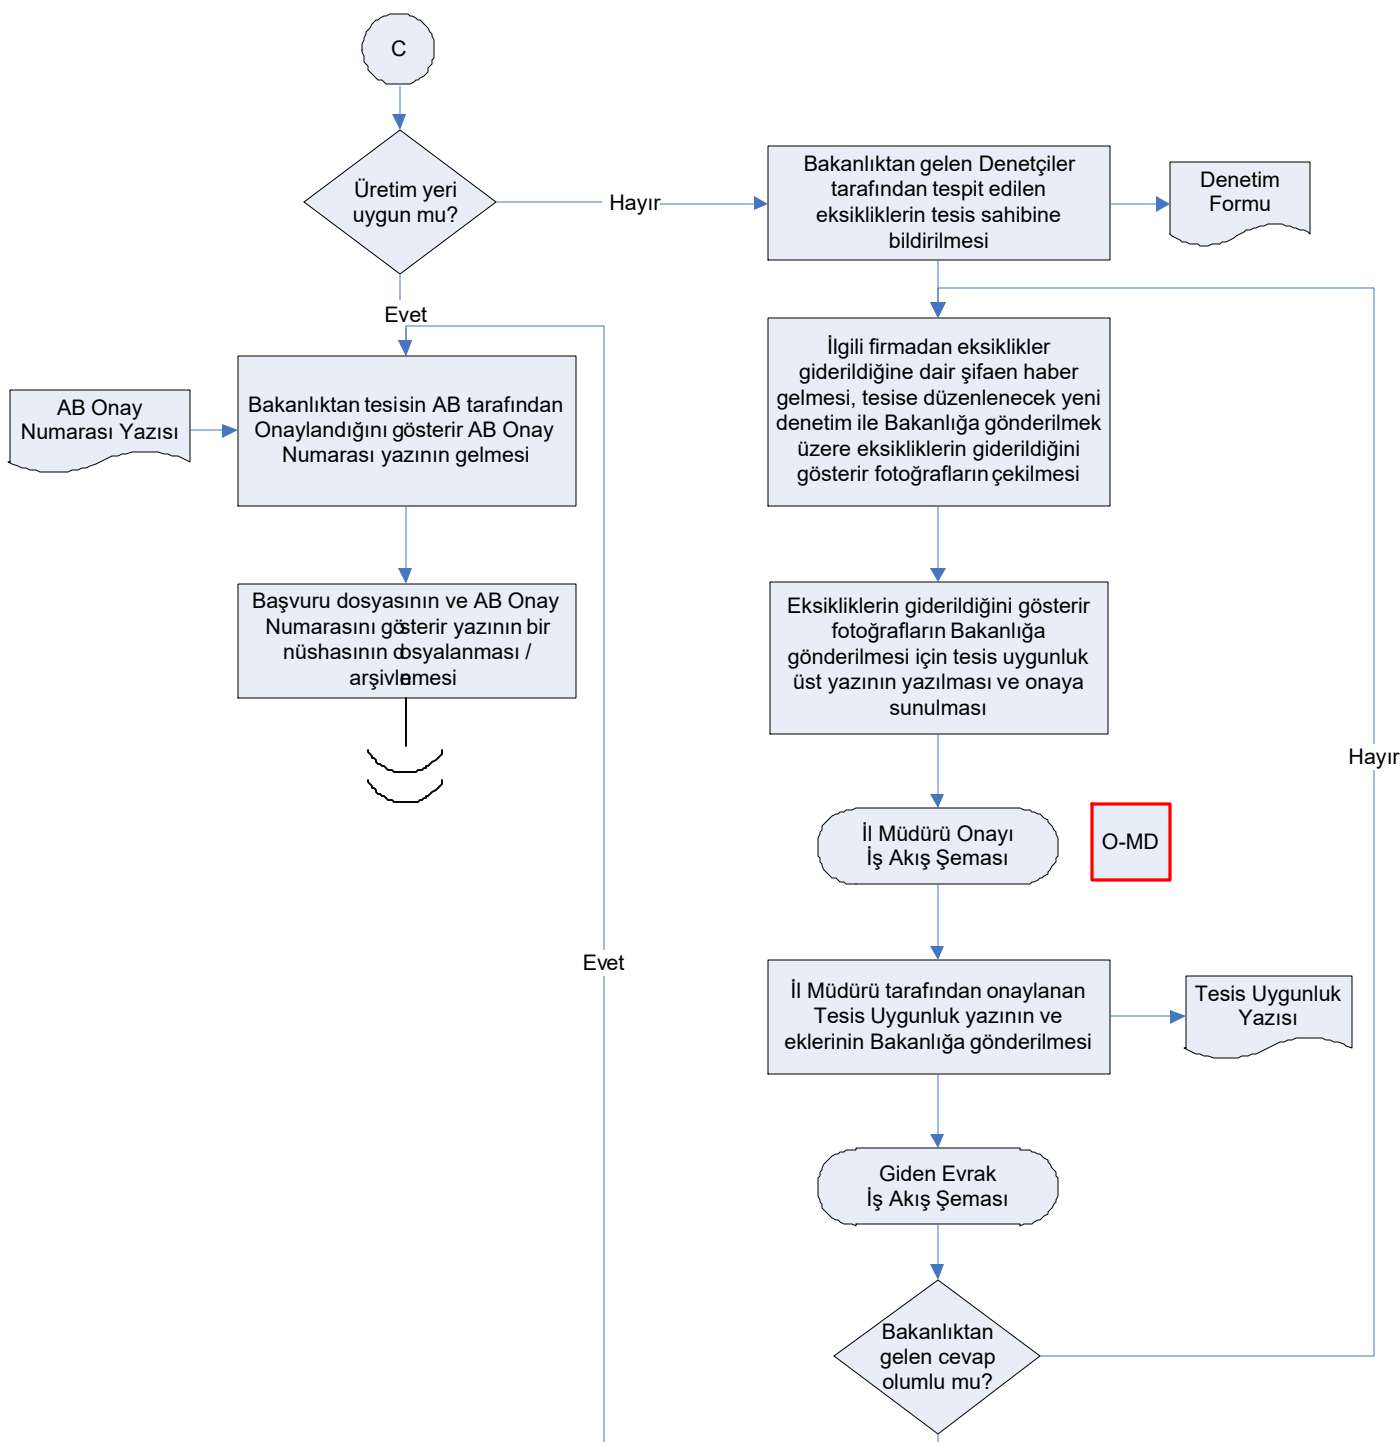 C
Üretim yeri
uygun mu?
Hayır
Bakanlıktan gelen Denetçiler
tarafından tespit edilen
eksikliklerin tesis sahibine
bildirilmesi
Denetim
Formu
Evet
AB Onay
Numarası Yazısı
Bakanlıktan tesisin AB tarafından
Onaylandığını gösterir AB Onay
Numarası yazının gelmesi
İlgili firmadan eksiklikler
giderildiğine dair şifaen haber
gelmesi, tesise düzenlenecek yeni
denetim ile Bakanlığa gönderilmek
üzere eksikliklerin giderildiğini
gösterir fotoğrafların çekilmesi
Başvuru dosyasının ve AB Onay
Numarasını gösterir yazının bir
nüshasının dosyalanması /
arşivlenmesi
Eksikliklerin giderildiğini gösterir
fotoğrafların Bakanlığa
gönderilmesi için tesis uygunluk
üst yazının yazılması ve onaya
sunulması
Hayır
İl Müdürü Onayı
İş Akış Şeması
O-MD
Evet
İl Müdürü tarafından onaylanan
Tesis Uygunluk yazının ve
eklerinin Bakanlığa gönderilmesi
Tesis Uygunluk
Yazısı
Giden Evrak
İş Akış Şeması
Bakanlıktan
gelen cevap
olumlu mu?